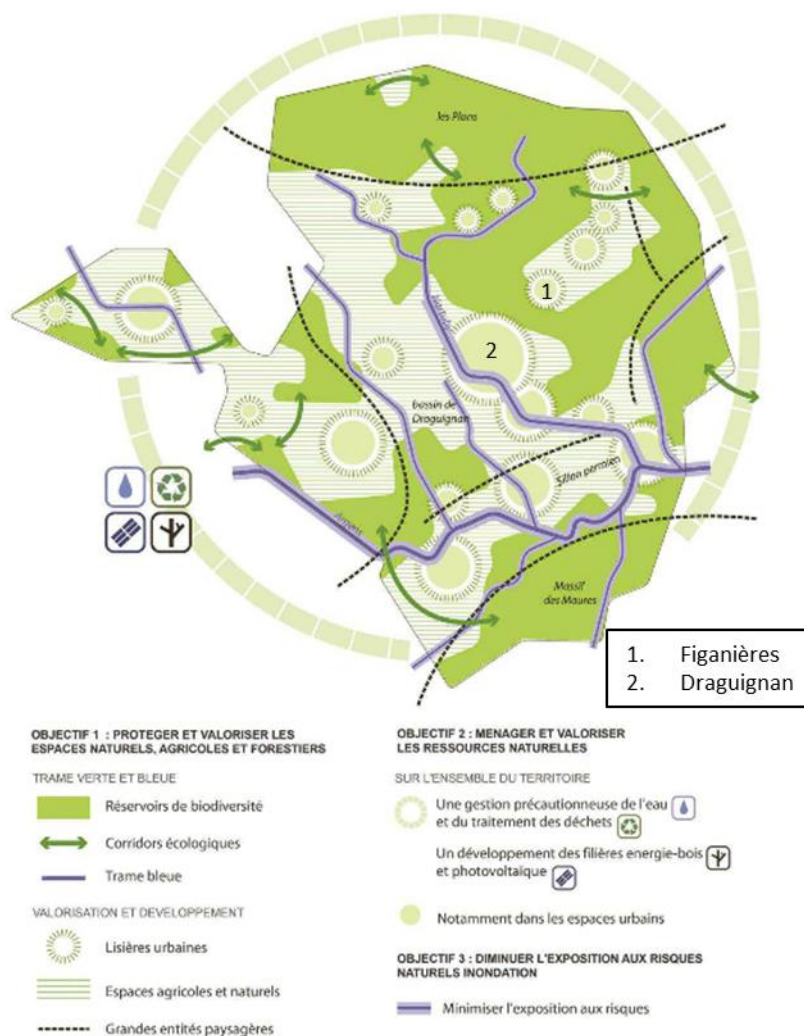 les Plans
1
2
bassin de
Draguignan
Sillon permien
Argens
Massif
des Maures
1. Figanières
2. Draguignan
OBJECTIF 1 : PROTEGER ET VALORISER LES
ESPACES NATURELS, AGRICOLES ET FORESTIERS
TRAME VERTE ET BLEUE
Réservoirs de biodiversité
Corridors écologiques
Trame bleue
VALORISATION ET DEVELOPPEMENT
Lisières urbaines
Espaces agricoles et naturels
Grandes entités paysagères
OBJECTIF 2 : MENAGER ET VALORISER
LES RESSOURCES NATURELLES
SUR L'ENSEMBLE DU TERRITOIRE
Une gestion précautionneuse de l'eau
et du traitement des déchets
Un développement des filières energie-bois
et photovoltaïque
Notamment dans les espaces urbains
OBJECTIF 3 : DIMINUER L'EXPOSITION AUX RISQUES
NATURELS INONDATION
Minimiser l'exposition aux risques